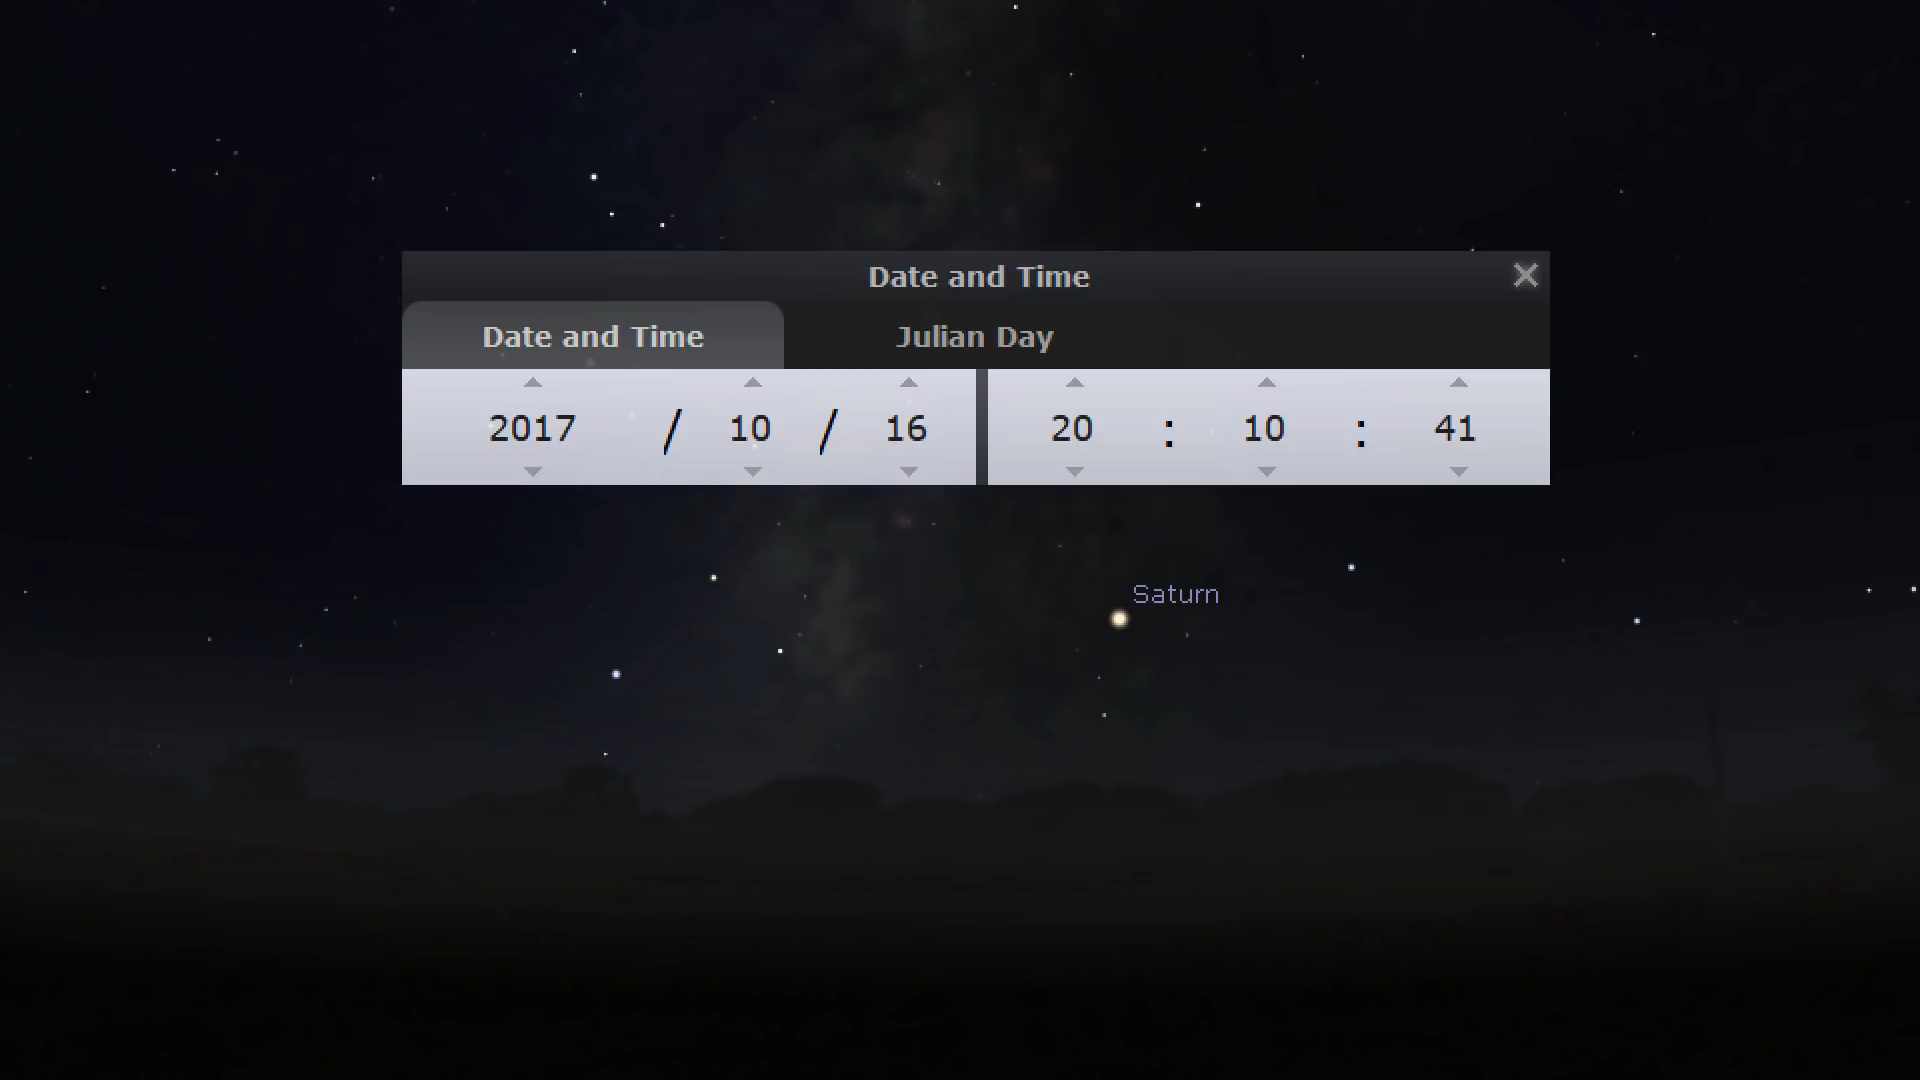 Date and Time
Date and Time Julian Day
2017 / 10 / 16 20 : 10 : 41
Saturn